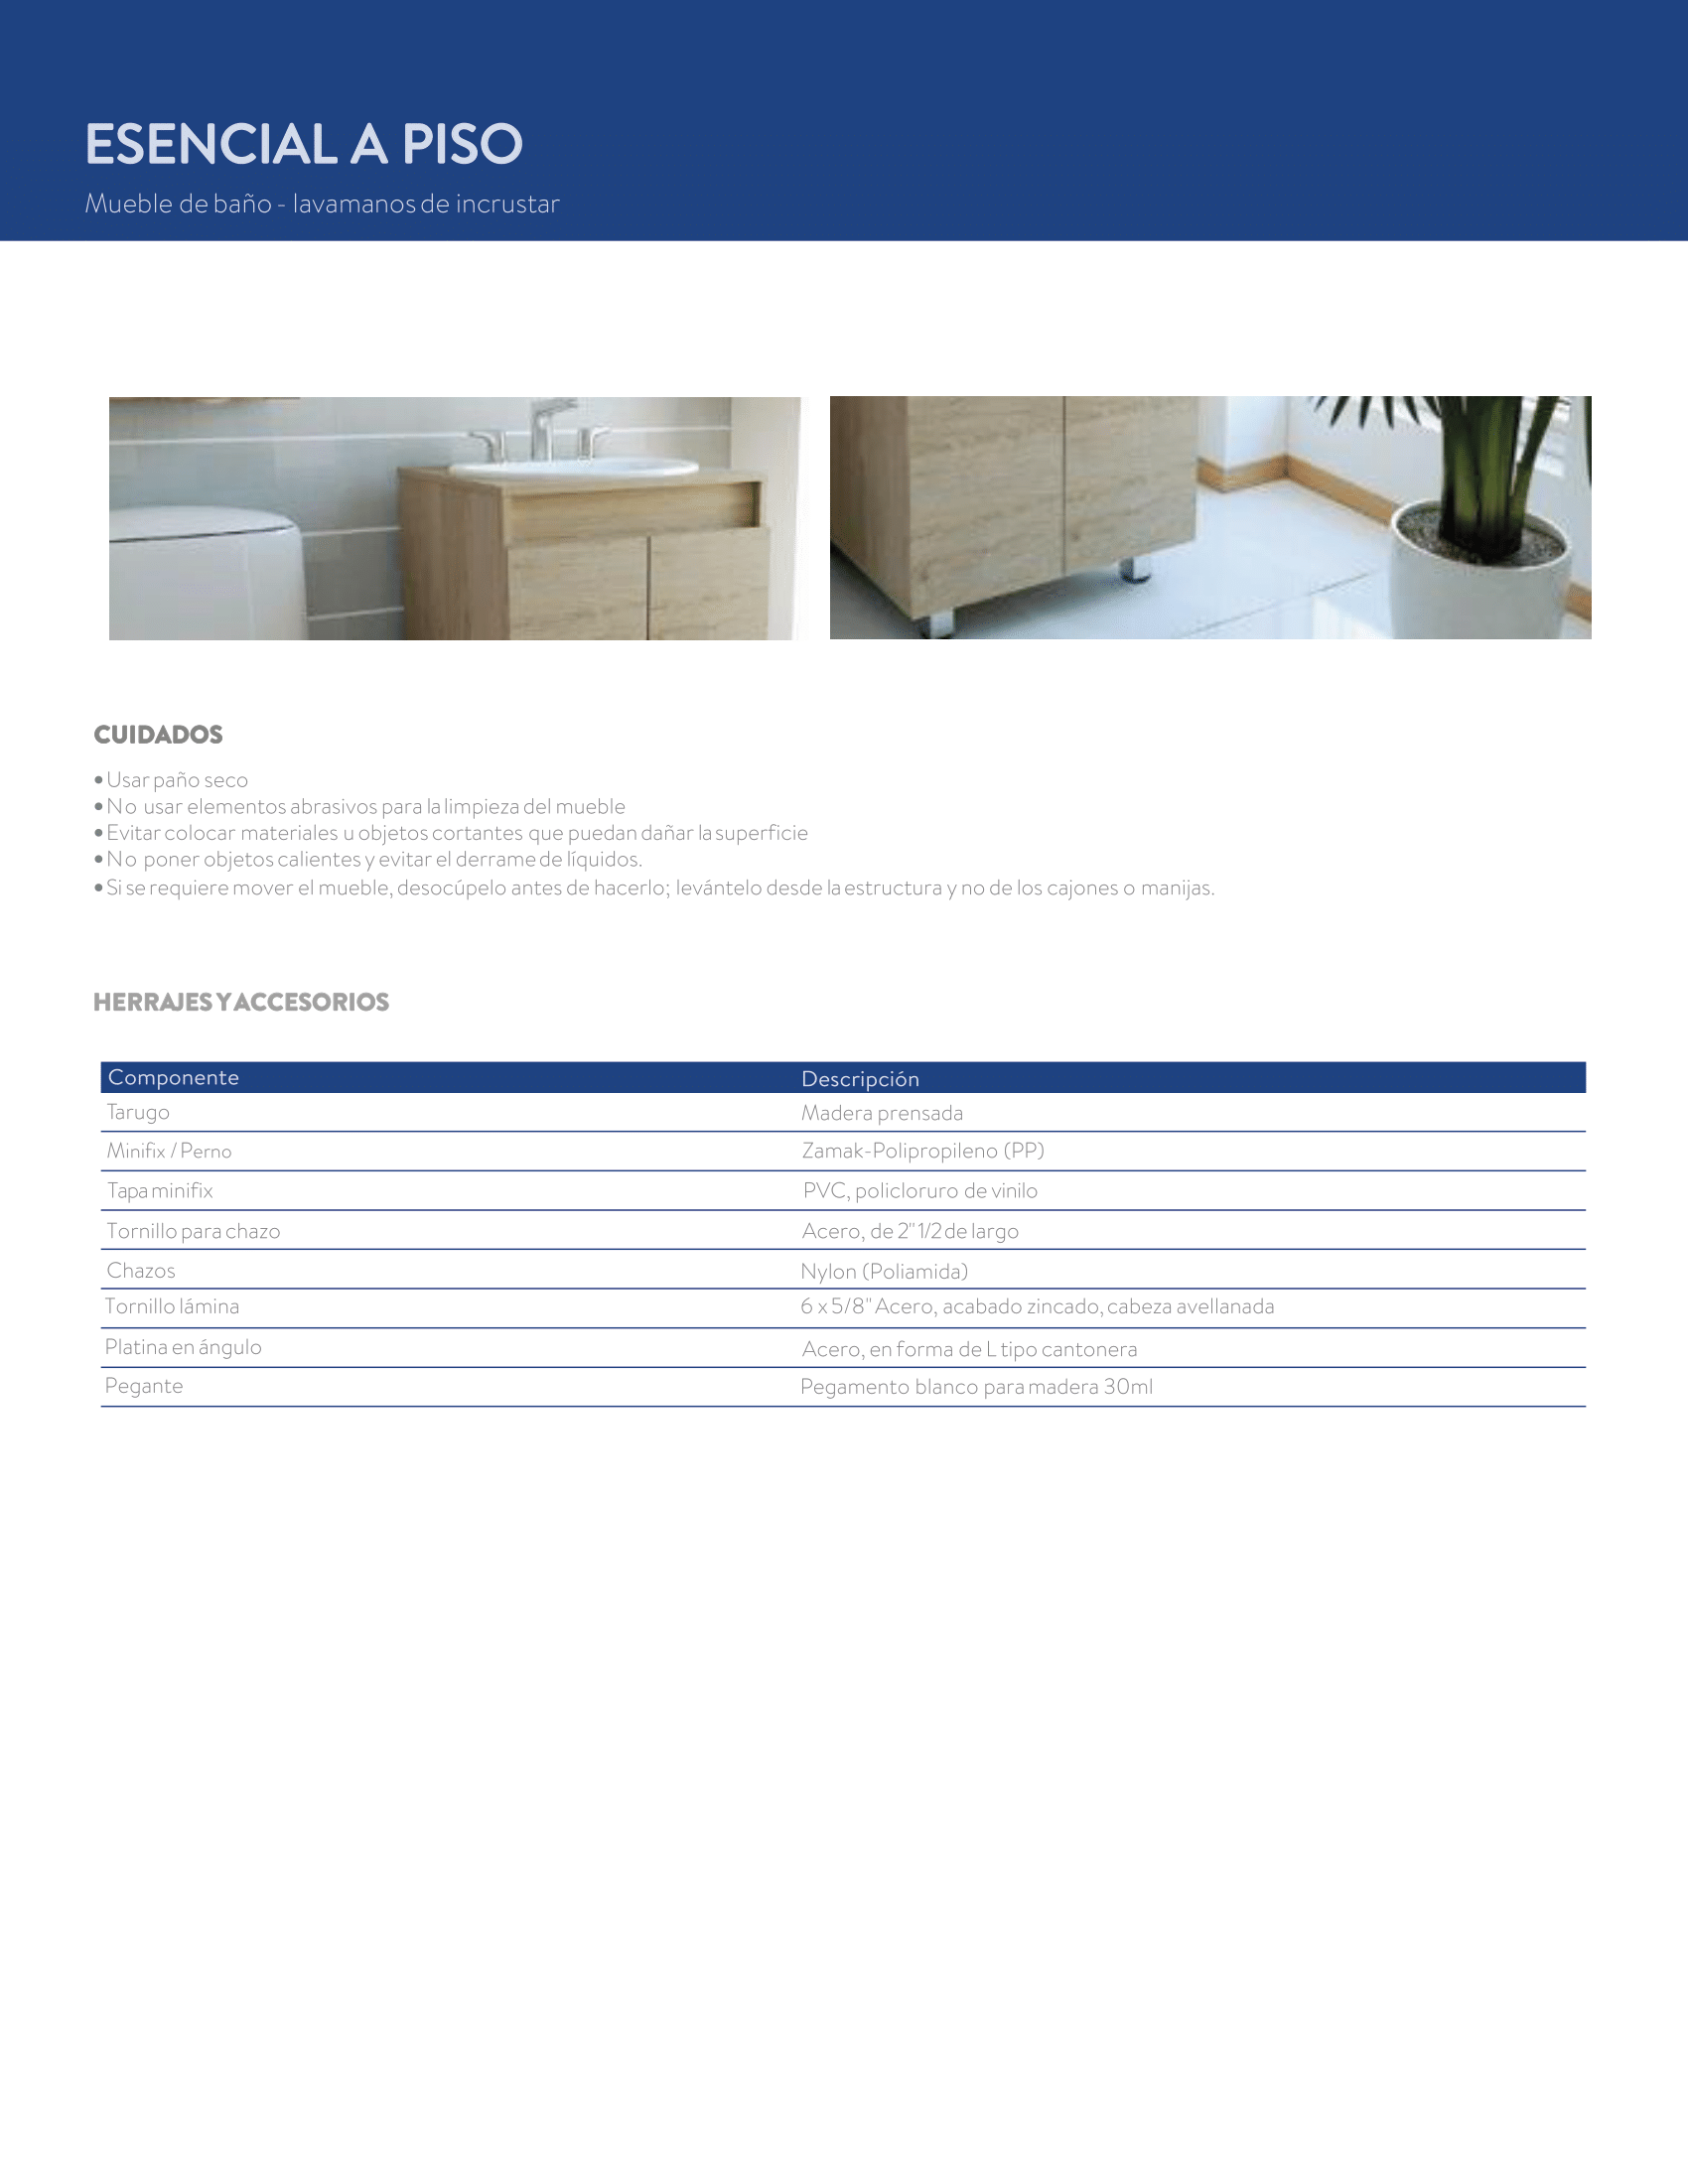 ESENCIAL A PISO
Mueble de baño - lavamanos de incrustar
CUIDADOS
• Usar paño seco
• No usar elementos abrasivos para la limpieza del mueble
• Evitar colocar materiales u objetos cortantes que puedan dañar la superficie
• No poner objetos calientes y evitar el derrame de líquidos.
• Si se requiere mover el mueble, desocúpelo antes de hacerlo; levántelo desde la estructura y no de los cajones o manijas.
HERRAJES Y ACCESORIOS
Componente Descripción
Tarugo Madera prensada
Minifix / Perno Zamak-Polipropileno (PP)
Tapa minifix PVC, policloruro de vinilo
Tornillo para chazo Acero, de 2" 1/2 de largo
Chazos Nylon (Poliamida)
Tornillo lámina 6 x 5/8" Acero, acabado zincado, cabeza avellanada
Platina en ángulo Acero, en forma de L tipo cantonera
Pegante Pegamento blanco para madera 30ml